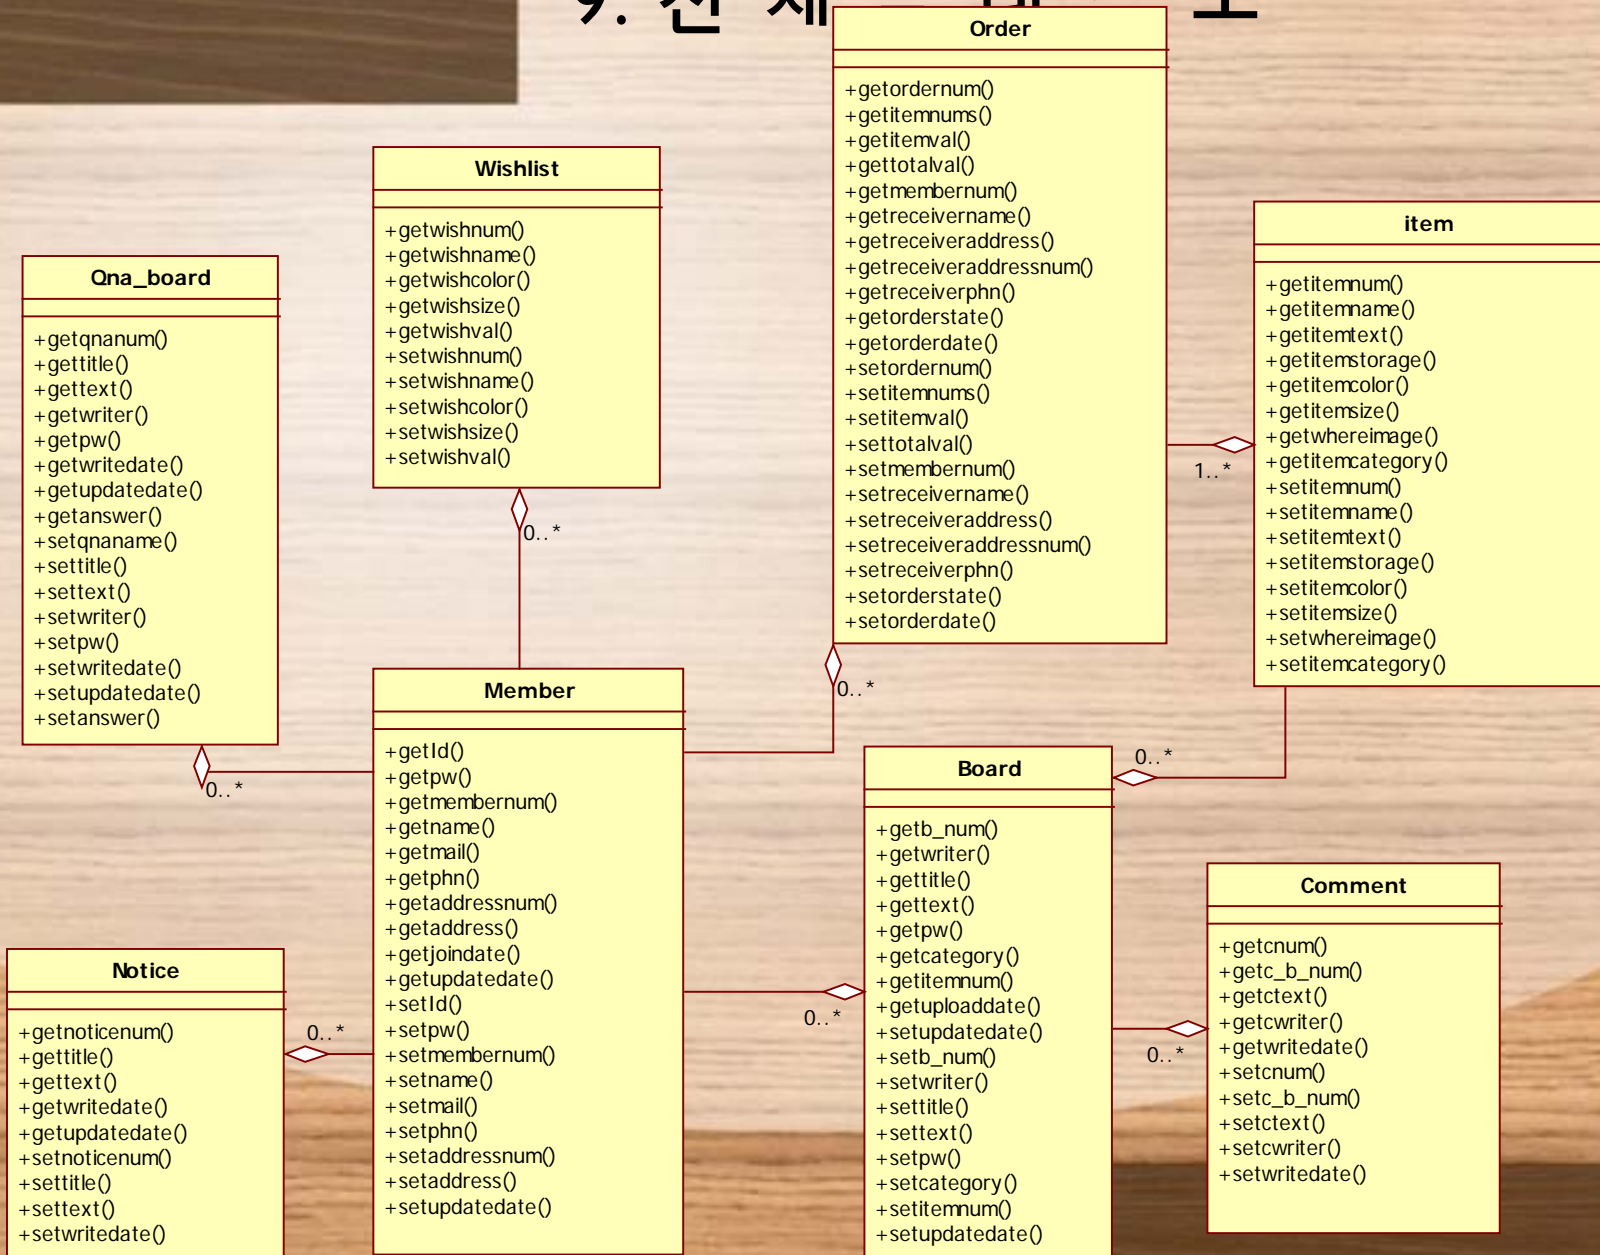 9. 전 체
Order
+getordernum()
+getitemnums()
+getitemval()
+gettotalval()
+getmembernum()
+getreceivername()
+getreceiveraddress()
+getreceiveraddressnum()
+getreceiverphn()
+getorderstate()
+getorderdate()
+setordernum()
+setitemnums()
+setitemval()
+settotalval()
+setmembernum()
+setreceivername()
+setreceiveraddress()
+setreceiveraddressnum()
+setreceiverphn()
+setorderstate()
+setorderdate()
Wishlist
+getwishnum()
+getwishname()
+getwishcolor()
+getwishsize()
+getwishval()
+setwishnum()
+setwishname()
+setwishcolor()
+setwishsize()
+setwishval()
0..*
item
+getitemnum()
+getitemname()
+getitemtext()
+getitemstorage()
+getitemcolor()
+getitemsize()
+getwhereimage()
+getitemcategory()
+setitemnum()
+setitemname()
+setitemtext()
+setitemstorage()
+setitemcolor()
+setitemsize()
+setwhereimage()
+setitemcategory()
1..*
Qna_board
+getqnanum()
+gettitle()
+gettext()
+getwriter()
+getpw()
+getwritedate()
+getupdatedate()
+getanswer()
+setqnaname()
+settitle()
+settext()
+setwriter()
+setpw()
+setwritedate()
+setupdatedate()
+setanswer()
0..*
Member
+getId()
+getpw()
+getmembernum()
+getname()
+getmail()
+getphn()
+getaddressnum()
+getaddress()
+getjoindate()
+getupdatedate()
+setId()
+setpw()
+setmembernum()
+setname()
+setmail()
+setphn()
+setaddressnum()
+setaddress()
+setupdatedate()
0..*
0..*
Board
+getb_num()
+getwriter()
+gettitle()
+gettext()
+getpw()
+getcategory()
+getitemnum()
+getuploaddate()
+setupdatedate()
+setb_num()
+setwriter()
+settitle()
+settext()
+setpw()
+setcategory()
+setitemnum()
+setupdatedate()
0..*
0..*
Comment
+getcnum()
+getc_b_num()
+getctext()
+getcwriter()
+getwritedate()
+setcnum()
+setc_b_num()
+setctext()
+setcwriter()
+setwritedate()
Notice
+getnoticenum()
+gettitle()
+gettext()
+getwritedate()
+getupdatedate()
+setnoticenum()
+settitle()
+settext()
+setwritedate()
0..*